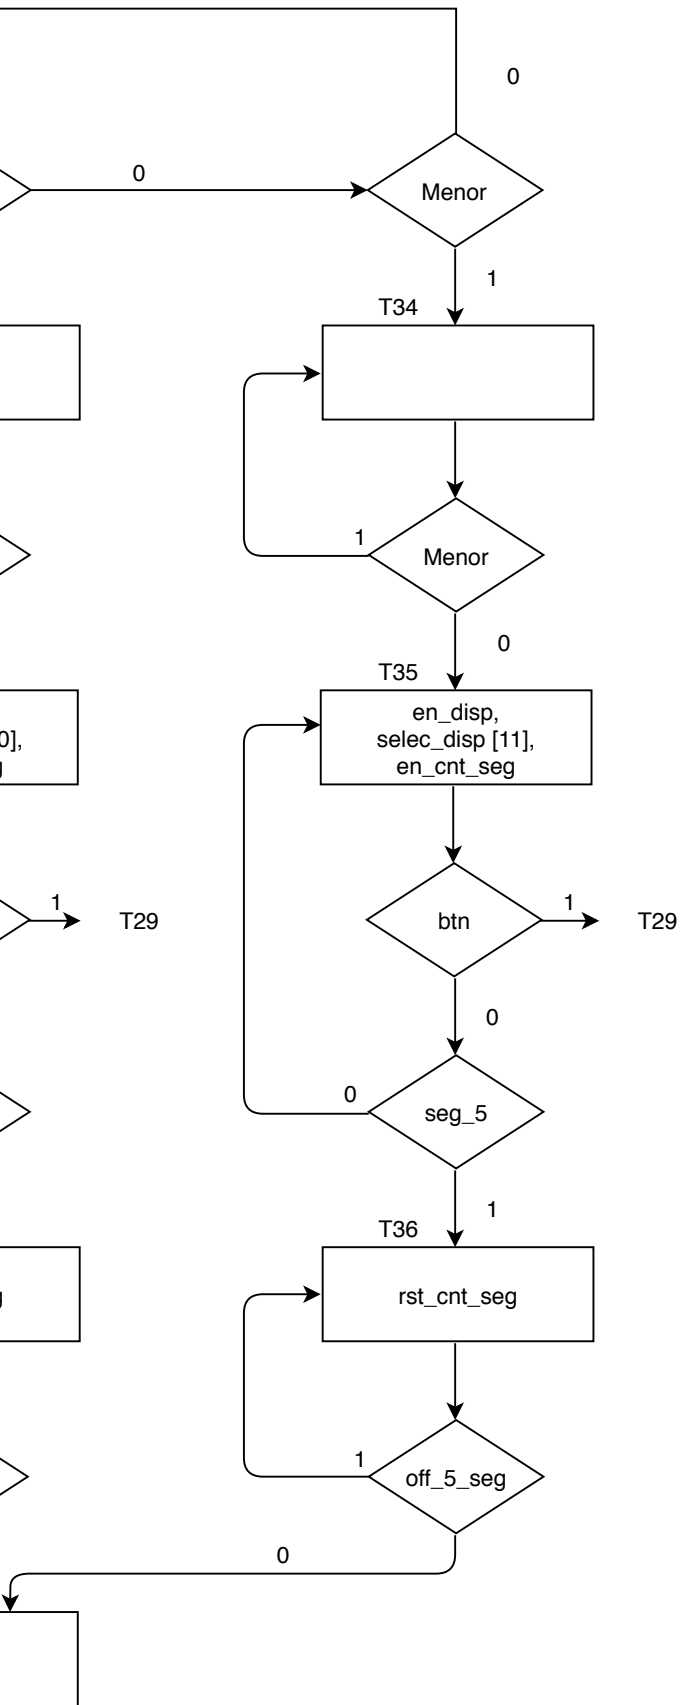 0
0
Menor
1
T34
1
Menor
0
T35
en_disp,
selec_disp [11],
en_cnt_seg
0],
1
T29
btn
1
T29
0
0
seg_5
1
T36
rst_cnt_seg
1
off_5_seg
0